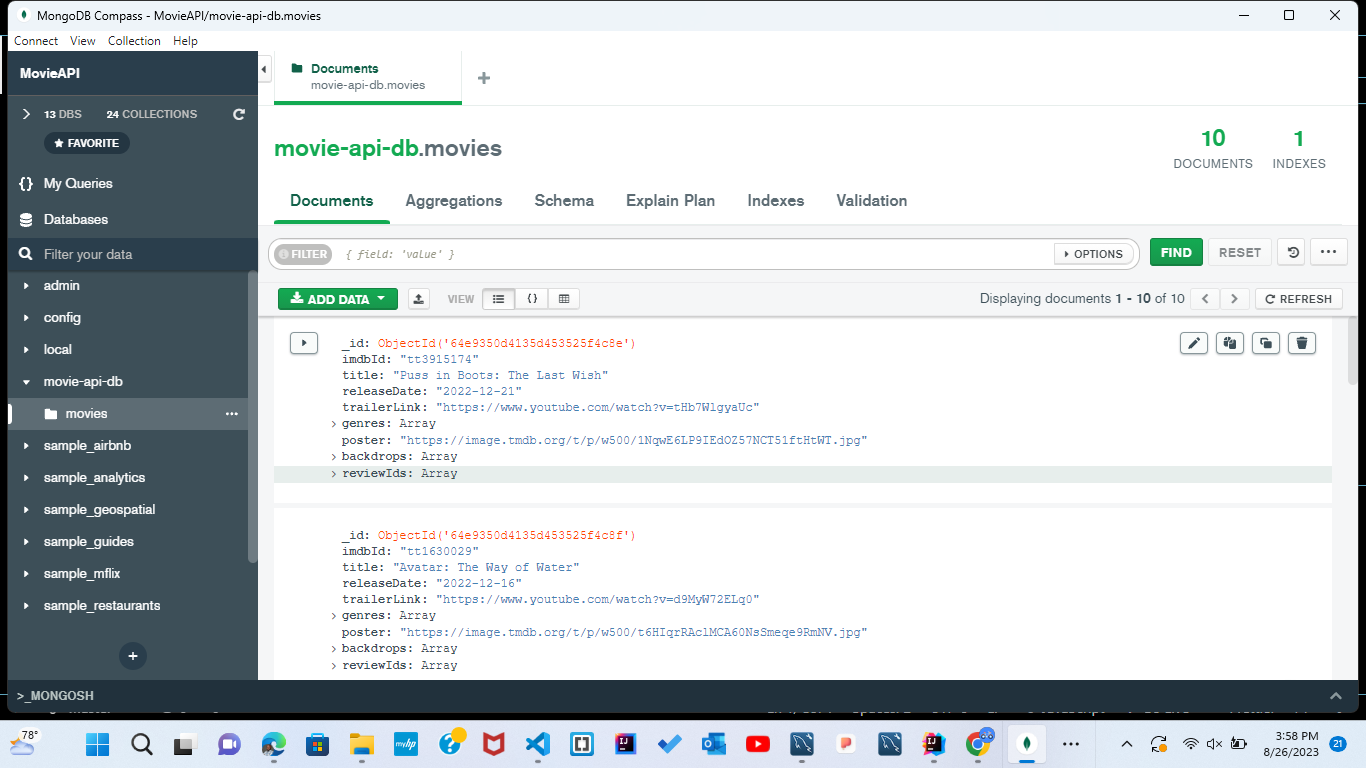 MongoDB Compass - MovieAPI/movie-api-db.movies
Connect View Collection Help
MovieAPI
13 DBS 24 COLLECTIONS
★ FAVORITE
{} My Queries
Databases
Filter your data
admin
config
local
movie-api-db
movies
sample_airbnb
sample_analytics
sample_geospatial
sample_guides
sample_mflix
sample_restaurants
+
Documents
movie-api-db.movies
+
movie-api-db.movies
10
DOCUMENTS
1
INDEXES
Documents Aggregations Schema Explain Plan Indexes Validation
FILTER { field: 'value' } OPTIONS FIND RESET
ADD DATA VIEW {} Displaying documents 1 - 10 of 10 < > REFRESH
_id: ObjectId('64e9350d4135d453525f4c8e')
imdbId: "tt3915174"
title: "Puss in Boots: The Last Wish"
releaseDate: "2022-12-21"
trailerLink: "https://www.youtube.com/watch?v=tHb7WlgyaUc"
> genres: Array
poster: "https://image.tmdb.org/t/p/w500/1NqwE6LP9IEdOZ57NCT51ftHtWT.jpg"
> backdrops: Array
> reviewIds: Array
_id: ObjectId('64e9350d4135d453525f4c8f')
imdbId: "tt1630029"
title: "Avatar: The Way of Water"
releaseDate: "2022-12-16"
trailerLink: "https://www.youtube.com/watch?v=d9MyW72ELq0"
> genres: Array
poster: "https://image.tmdb.org/t/p/w500/t6HIqrRAclMCA60NsSmeqe9RmNV.jpg"
> backdrops: Array
> reviewIds: Array
>_MONGOSH
78°
myhp
3:58 PM
8/26/2023
21